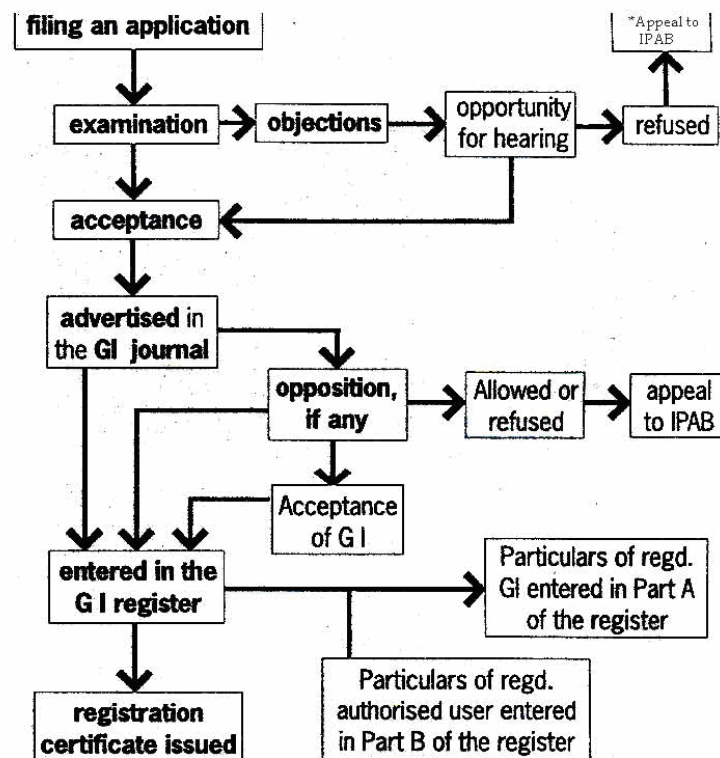 filing an application
*Appeal to
IPAB
examination
objections
opportunity
for hearing
refused
acceptance
advertised in
the GI journal
opposition,
if any
Allowed or
refused
appeal
to IPAB
Acceptance
of G I
entered in the
G I register
Particulars of regd.
GI entered in Part A
of the register
registration
certificate issued
Particulars of regd.
authorised user entered
in Part B of the register